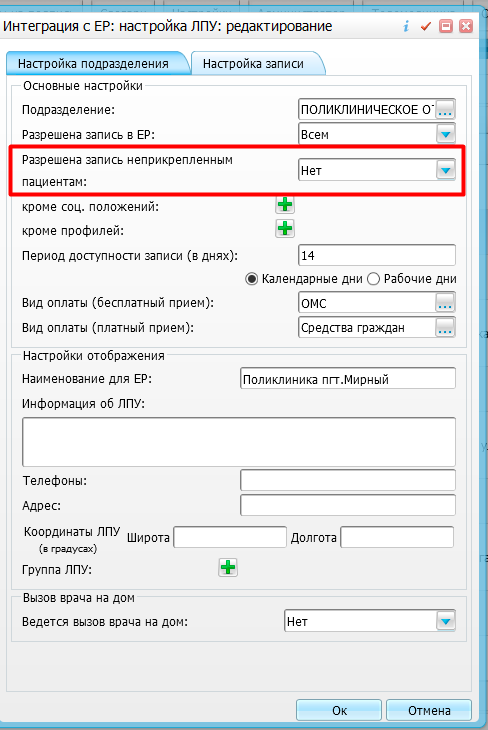 Интеграция с ЕР: настройка ЛПУ: редактирование
Настройка подразделения
Настройка записи
Основные настройки
Подразделение: ПОЛИКЛИНИЧЕСКОЕ ОТ ...
Разрешена запись в ЕР: Всем
Разрешена запись неприкрепленным
пациентам: Нет
кроме соц. положений:
кроме профилей:
Период доступности записи (в днях): 14
Календарные дни Рабочие дни
Вид оплаты (бесплатный прием): ОМС ...
Вид оплаты (платный прием): Средства граждан ...
Настройки отображения
Наименование для ЕР: Поликлиника пгт.Мирный
Информация об ЛПУ:
Телефоны:
Адрес:
Координаты ЛПУ Широта Долгота
(в градусах)
Группа ЛПУ:
Вызов врача на дом
Ведется вызов врача на дом: Нет
Ок Отмена